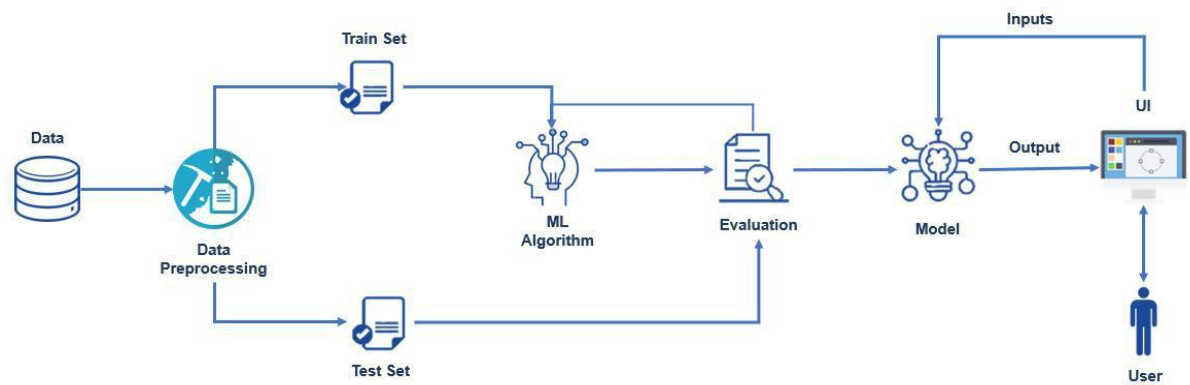 Inputs
Train Set
UI
Data
Output
ML
Algorithm
Evaluation
Model
Data
Preprocessing
Test Set
User